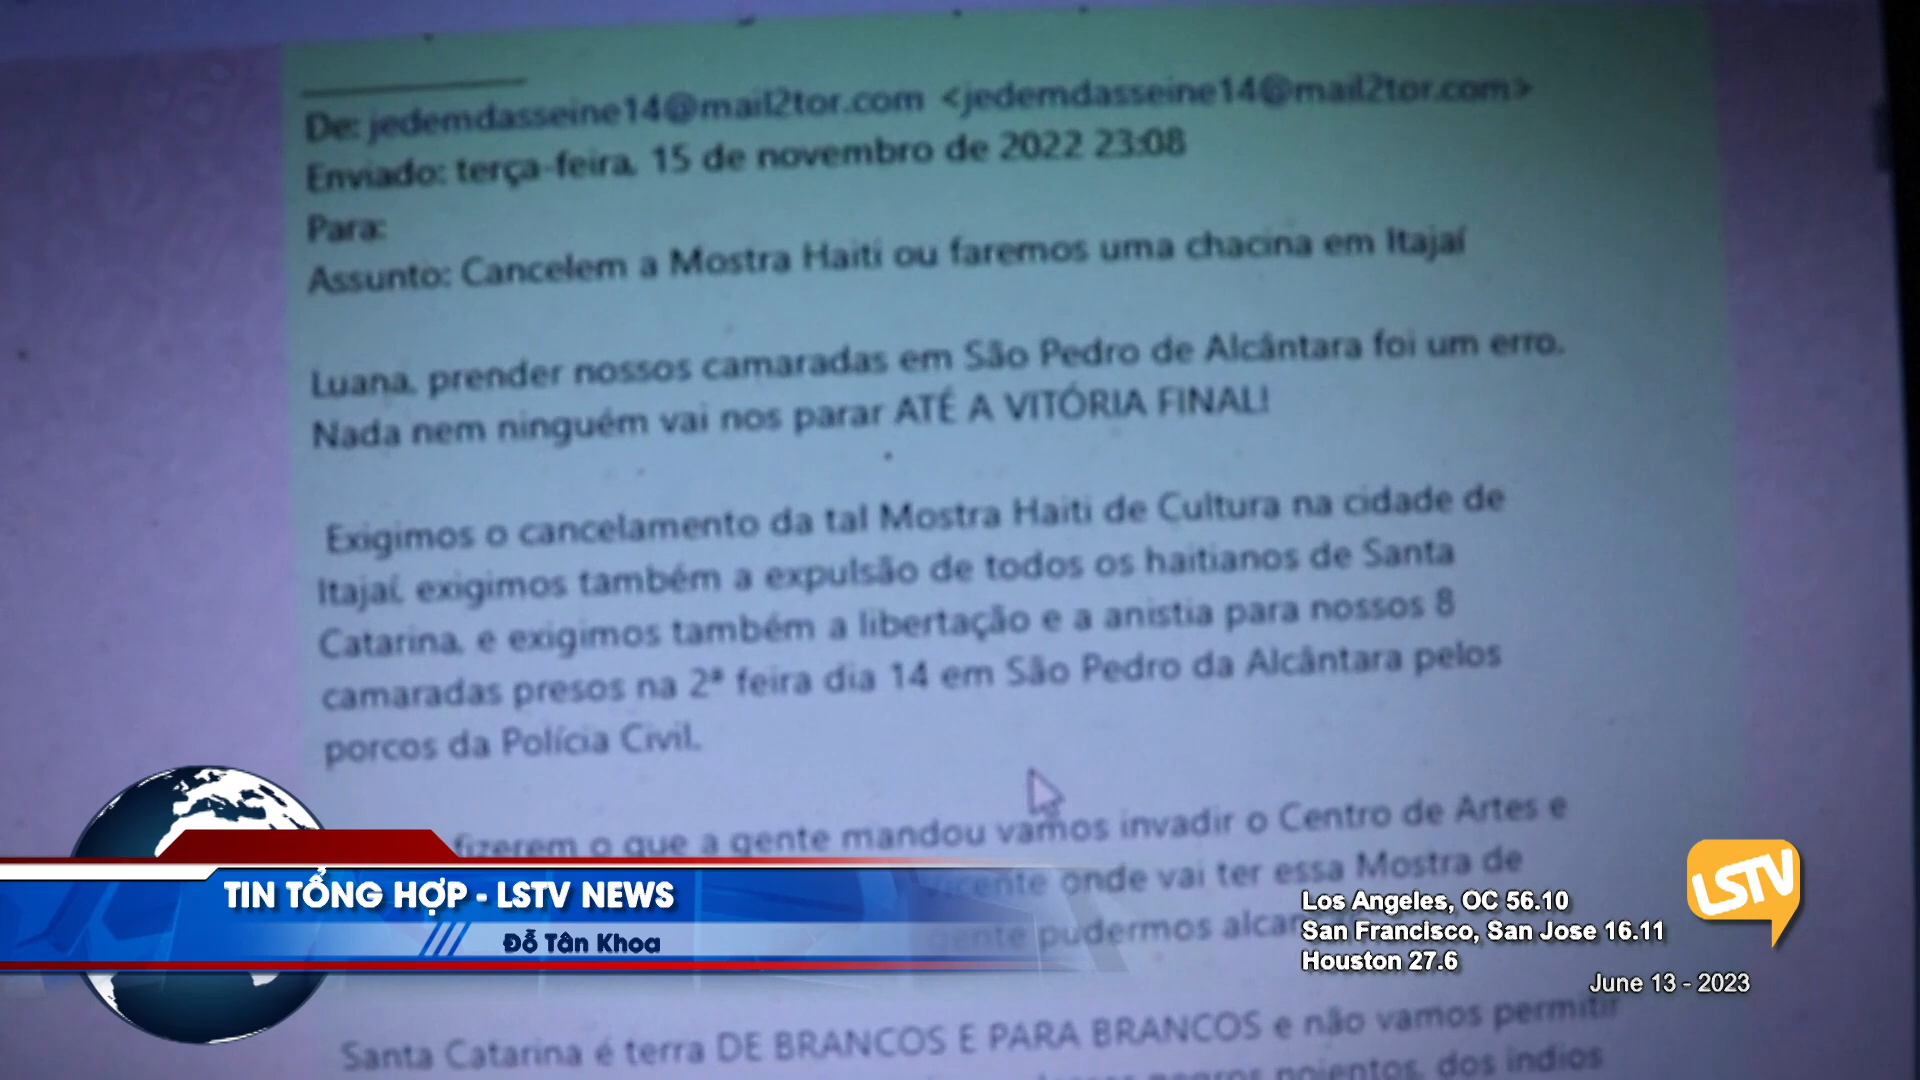 De: jedemdasseine14@mail2tor.com <jedemdasseine14@mail2tor.com>
Enviado: terça-feira, 15 de novembro de 2022 23:08
Para:
Assunto: Cancelem a Mostra Haiti ou faremos uma chacina em Itajaí
Luana, prender nossos camaradas em São Pedro de Alcântara foi um erro.
Nada nem ninguém vai nos parar ATÉ A VITÓRIA FINAL!
Exigimos o cancelamento da tal Mostra Haiti de Cultura na cidade de
Itajaí, exigimos também a expulsão de todos os haitianos de Santa
Catarina, e exigimos também a libertação e a anistia para nossos 8
camaradas presos na 2ª feira dia 14 em São Pedro da Alcântara pelos
porcos da Polícia Civil.
fizerem o que a gente mandou vamos invadir o Centro de Artes e
onde vai ter essa Mostra de
gente pudermos
Santa Catarina é terra DE BRANCOS E PARA BRANCOS e não vamos permitir
negros nojentos, dos índios
TIN TỔNG HỢP - LSTV NEWS
Đỗ Tân Khoa
Los Angeles, OC 56.10
San Francisco, San Jose 16.11
Houston 27.6
June 13 - 2023
LSTV